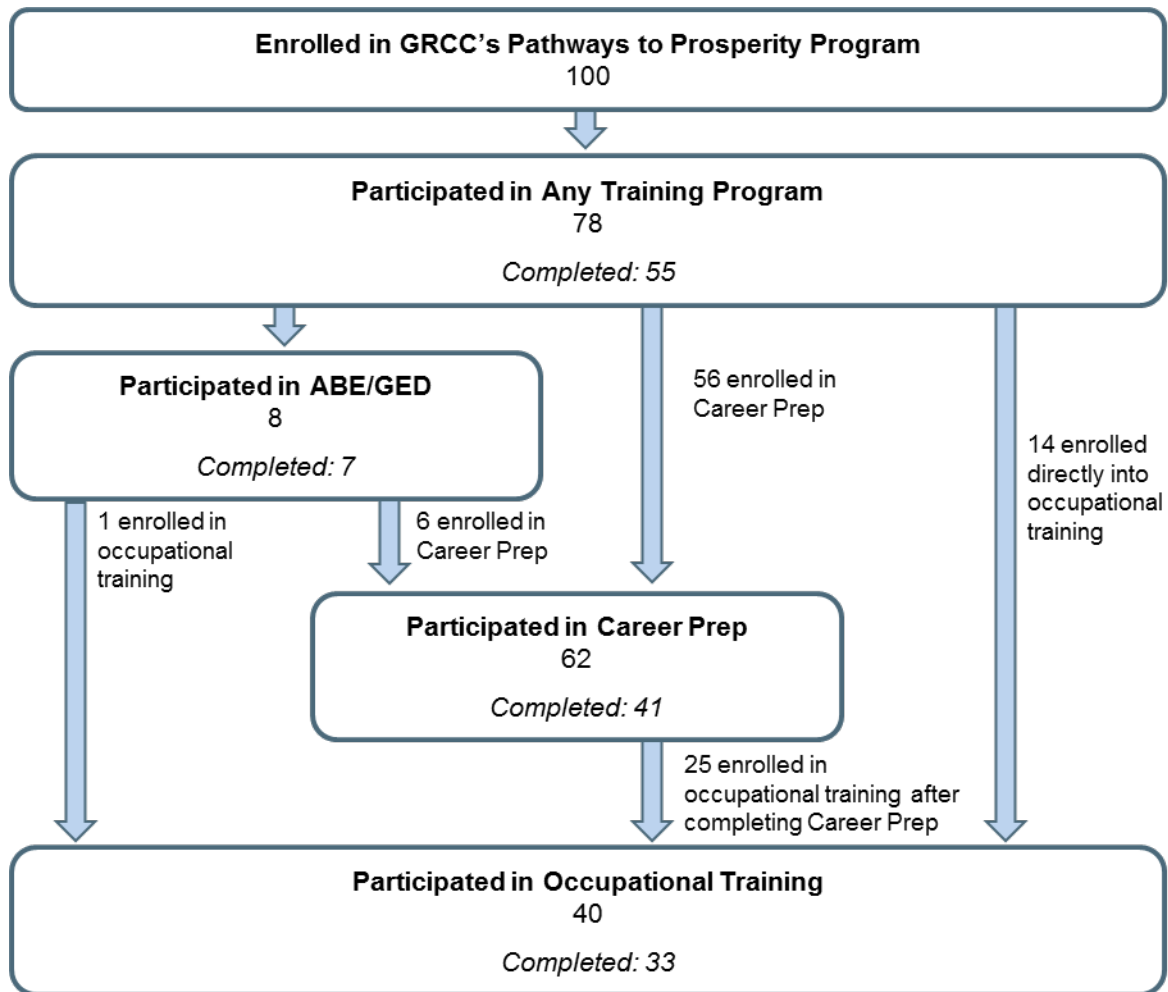 Enrolled in GRCC's Pathways to Prosperity Program
100
Participated in Any Training Program
78
Completed: 55
Participated in ABE/GED
8
Completed: 7
56 enrolled in
Career Prep
14 enrolled
directly into
occupational
training
1 enrolled in
occupational
training
6 enrolled in
Career Prep
Participated in Career Prep
62
Completed: 41
25 enrolled in
occupational training after
completing Career Prep
Participated in Occupational Training
40
Completed: 33